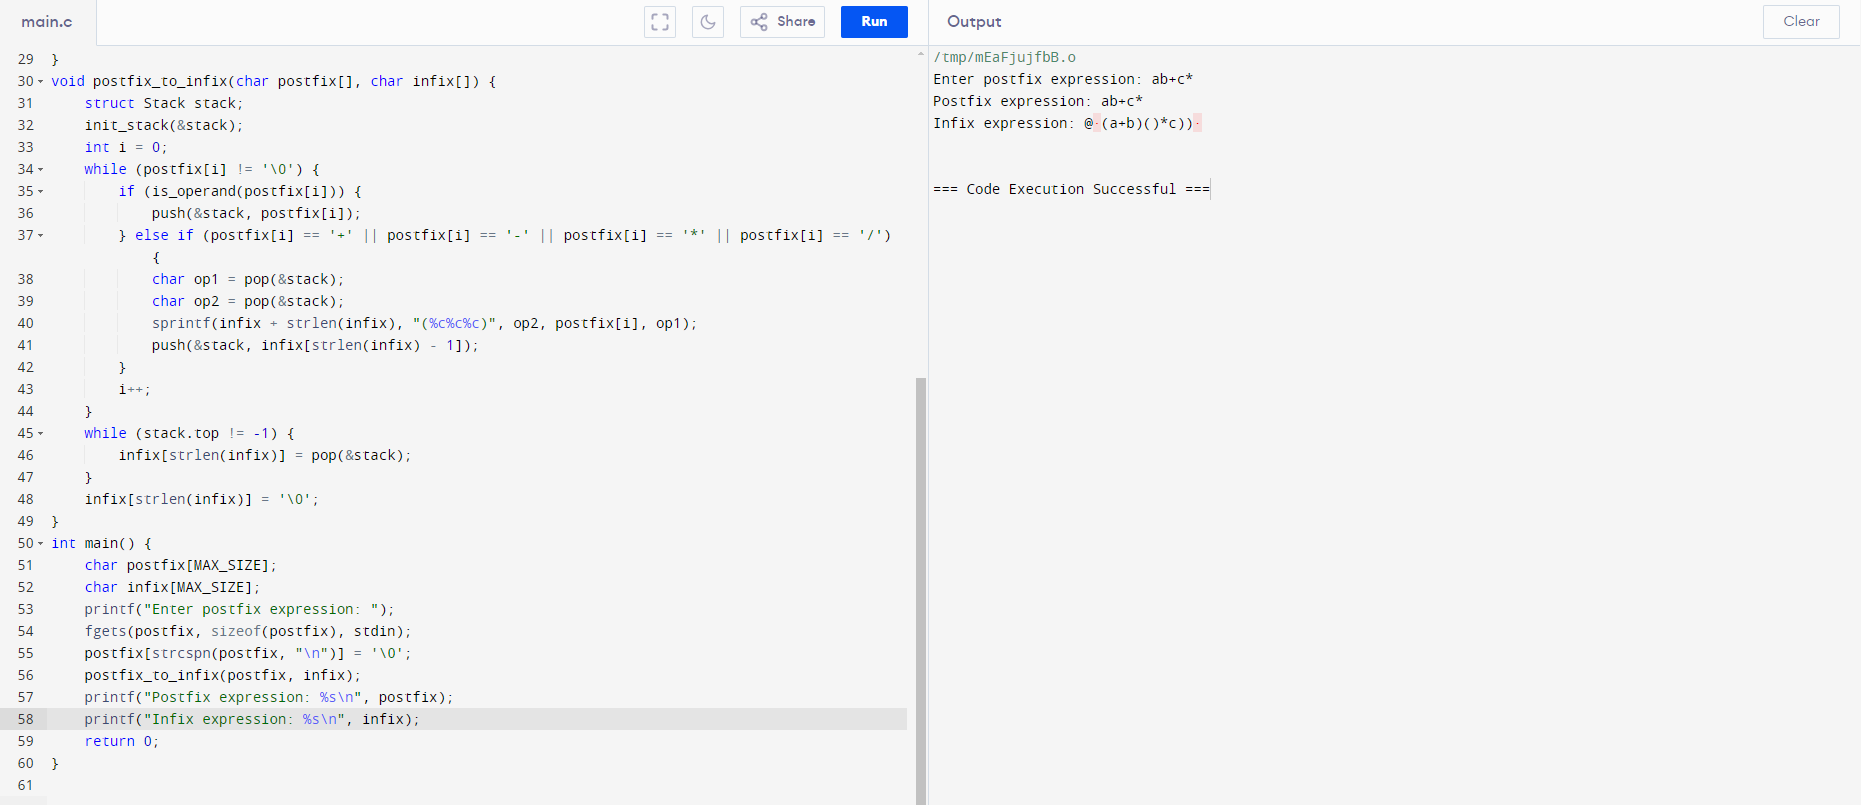 main.c
Share
Run
29 }
30 void postfix_to_infix(char postfix[], char infix[]) {
31     struct Stack stack;
32     init_stack(&stack);
33     int i = 0;
34     while (postfix[i] != '\0') {
35         if (is_operand(postfix[i])) {
36             push(&stack, postfix[i]);
37         } else if (postfix[i] == '+' || postfix[i] == '-' || postfix[i] == '*' || postfix[i] == '/')
            {
38             char op1 = pop(&stack);
39             char op2 = pop(&stack);
40             sprintf(infix + strlen(infix), "(%c%c%c)", op2, postfix[i], op1);
41             push(&stack, infix[strlen(infix) - 1]);
42         }
43         i++;
44     }
45     while (stack.top != -1) {
46         infix[strlen(infix)] = pop(&stack);
47     }
48     infix[strlen(infix)] = '\0';
49 }
50 int main() {
51     char postfix[MAX_SIZE];
52     char infix[MAX_SIZE];
53     printf("Enter postfix expression: ");
54     fgets(postfix, sizeof(postfix), stdin);
55     postfix[strcspn(postfix, "\n")] = '\0';
56     postfix_to_infix(postfix, infix);
57     printf("Postfix expression: %s\n", postfix);
58     printf("Infix expression: %s\n", infix);
59     return 0;
60 }
61
Output
Clear
/tmp/mEaFjujfbB.o
Enter postfix expression: ab+c*
Postfix expression: ab+c*
Infix expression: @·(a+b)()*c))·
=== Code Execution Successful ===